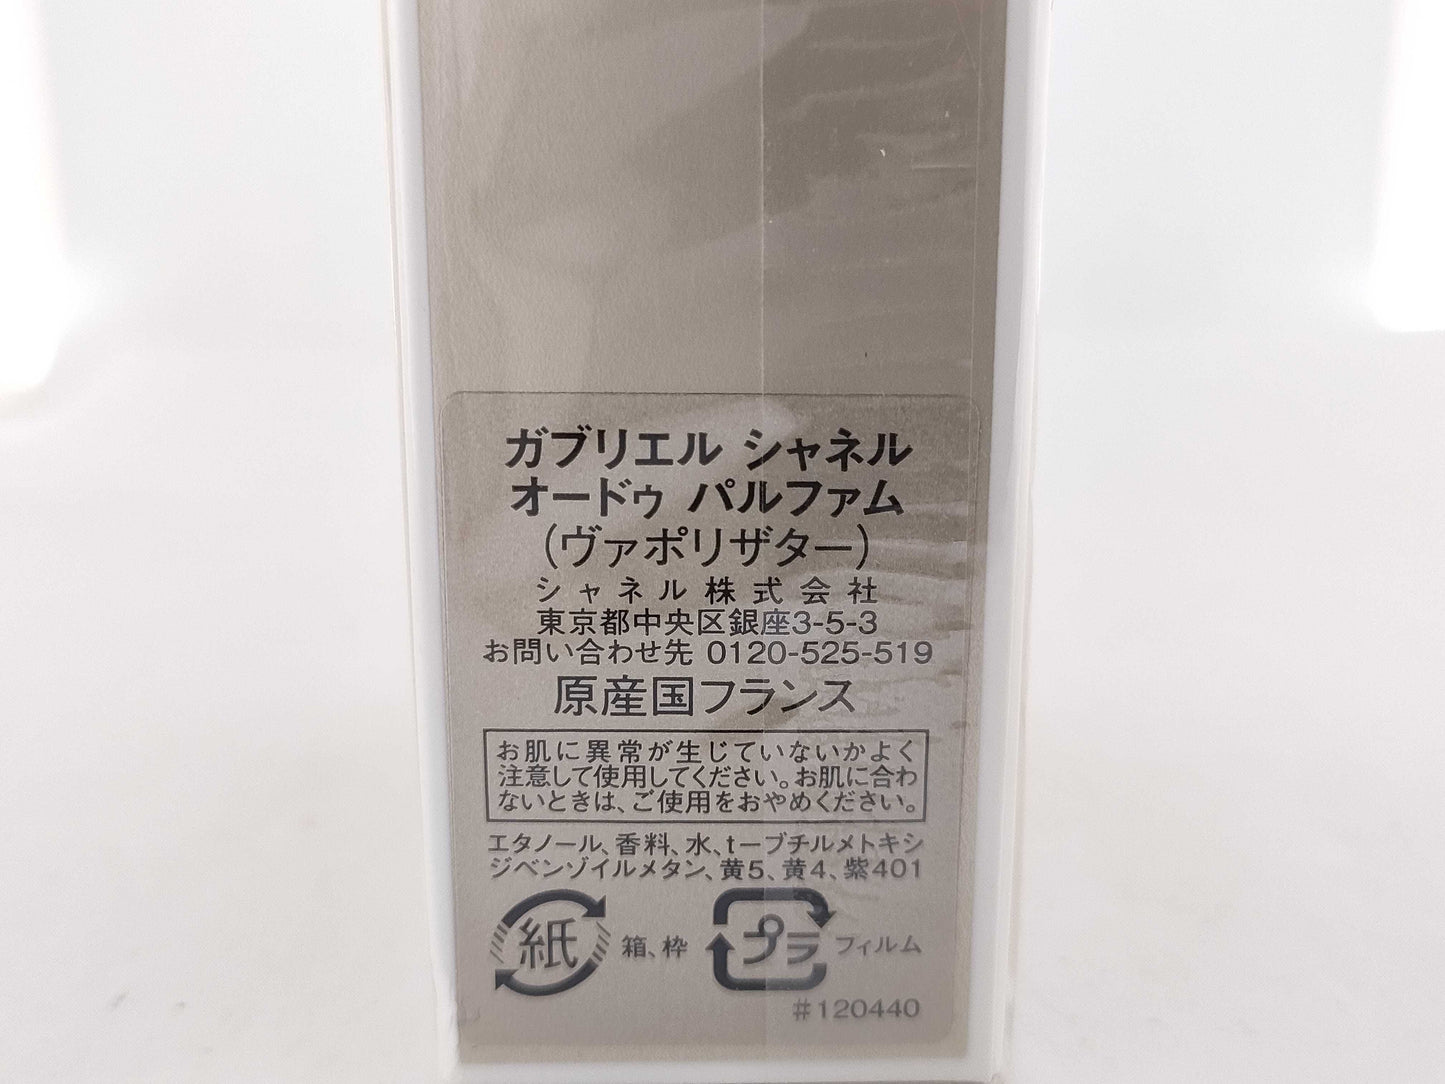 ガブリエル シャネル
オードゥ パルファム
(ヴァポリザター)
シャネル株式会社
東京都中央区銀座3-5-3
お問い合わせ先 0120-525-519
原産国フランス
お肌に異常が生じていないかよく
注意して使用してください。お肌に合わ
ないときは、ご使用をおやめください。
エタノール、香料、水、t-ブチルメトキシ
ジベンゾイルメタン、黄5、黄4、紫401
紙 箱、枠 プラ フィルム
#120440